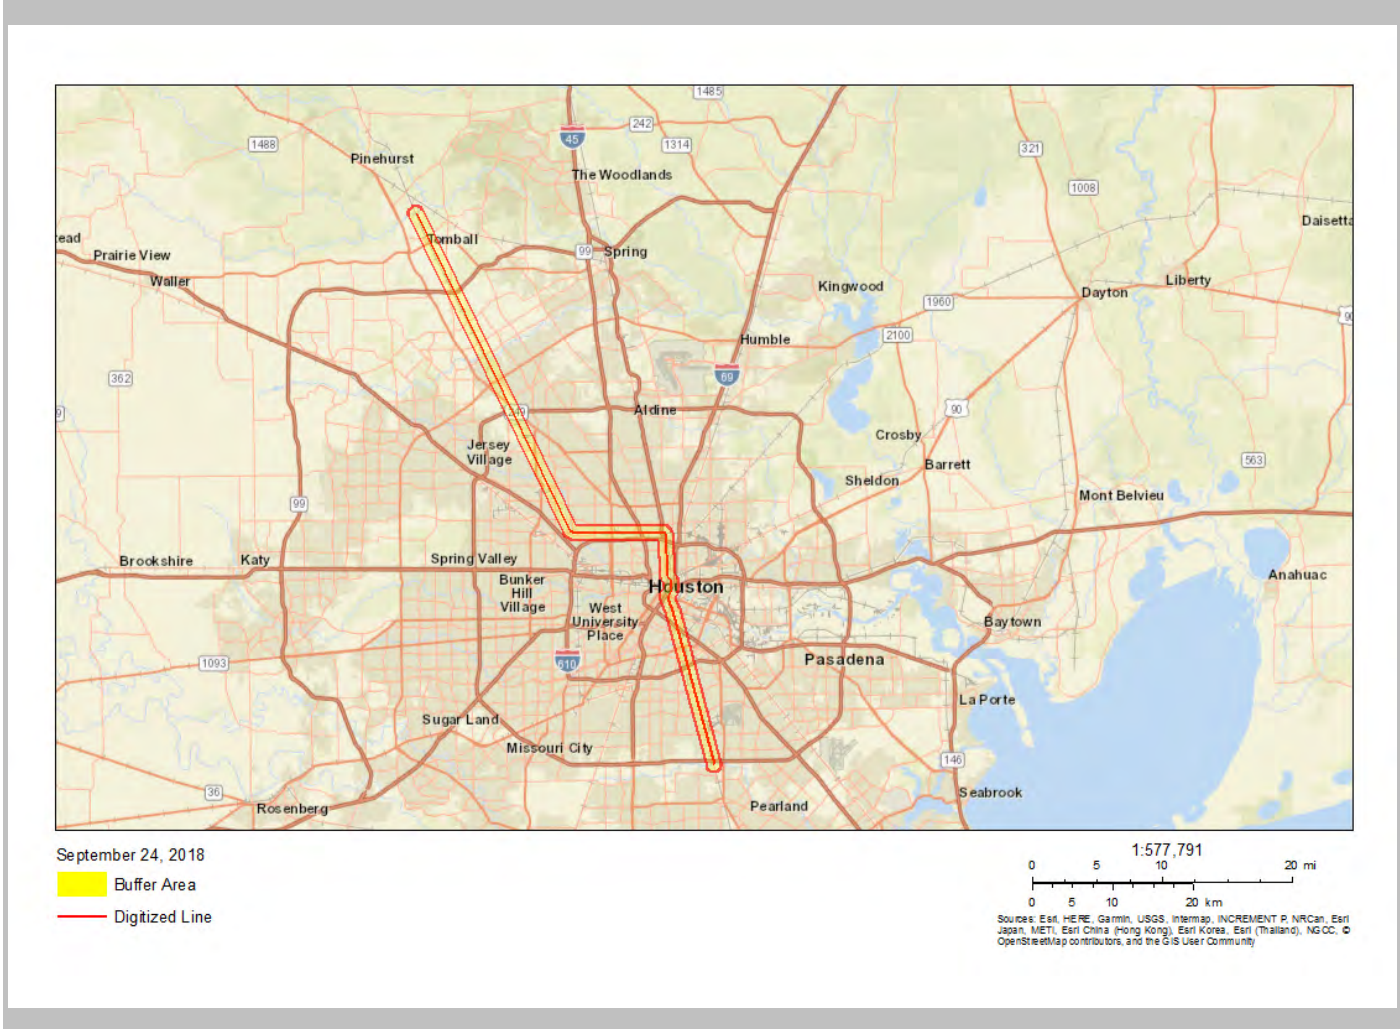 1485
45
242
1488
1314
321
Pinehurst
The Woodlands
1008
Daisetta
ead
Tomball
Prairie View
99
Spring
Waller
Liberty
Kingwood
Dayton
1960
Humble
2100
69
362
90
Aldine
249
Crosby
Jersey
Village
Barrett
563
Sheldon
Mont Belvieu
99
Brookshire
Katy
Spring Valley
Anahuac
Bunker
Hill
Village
Houston
West
University
Place
Baytown
1093
610
Pasadena
La Porte
Sugar Land
Missouri City
146
36
Seabrook
Rosenberg
Pearland
September 24, 2018
Buffer Area
Digitized Line
1:577,791
0 5 10 20 mi
0 5 10 20 km
Sources: Esri, HERE, Garmin, USGS, Intermap, INCREMENT P, NRCan, Esri
Japan, METI, Esri China (Hong Kong), Esri Korea, Esri (Thailand), NGCC, ©
OpenStreetMap contributors, and the GIS User Community